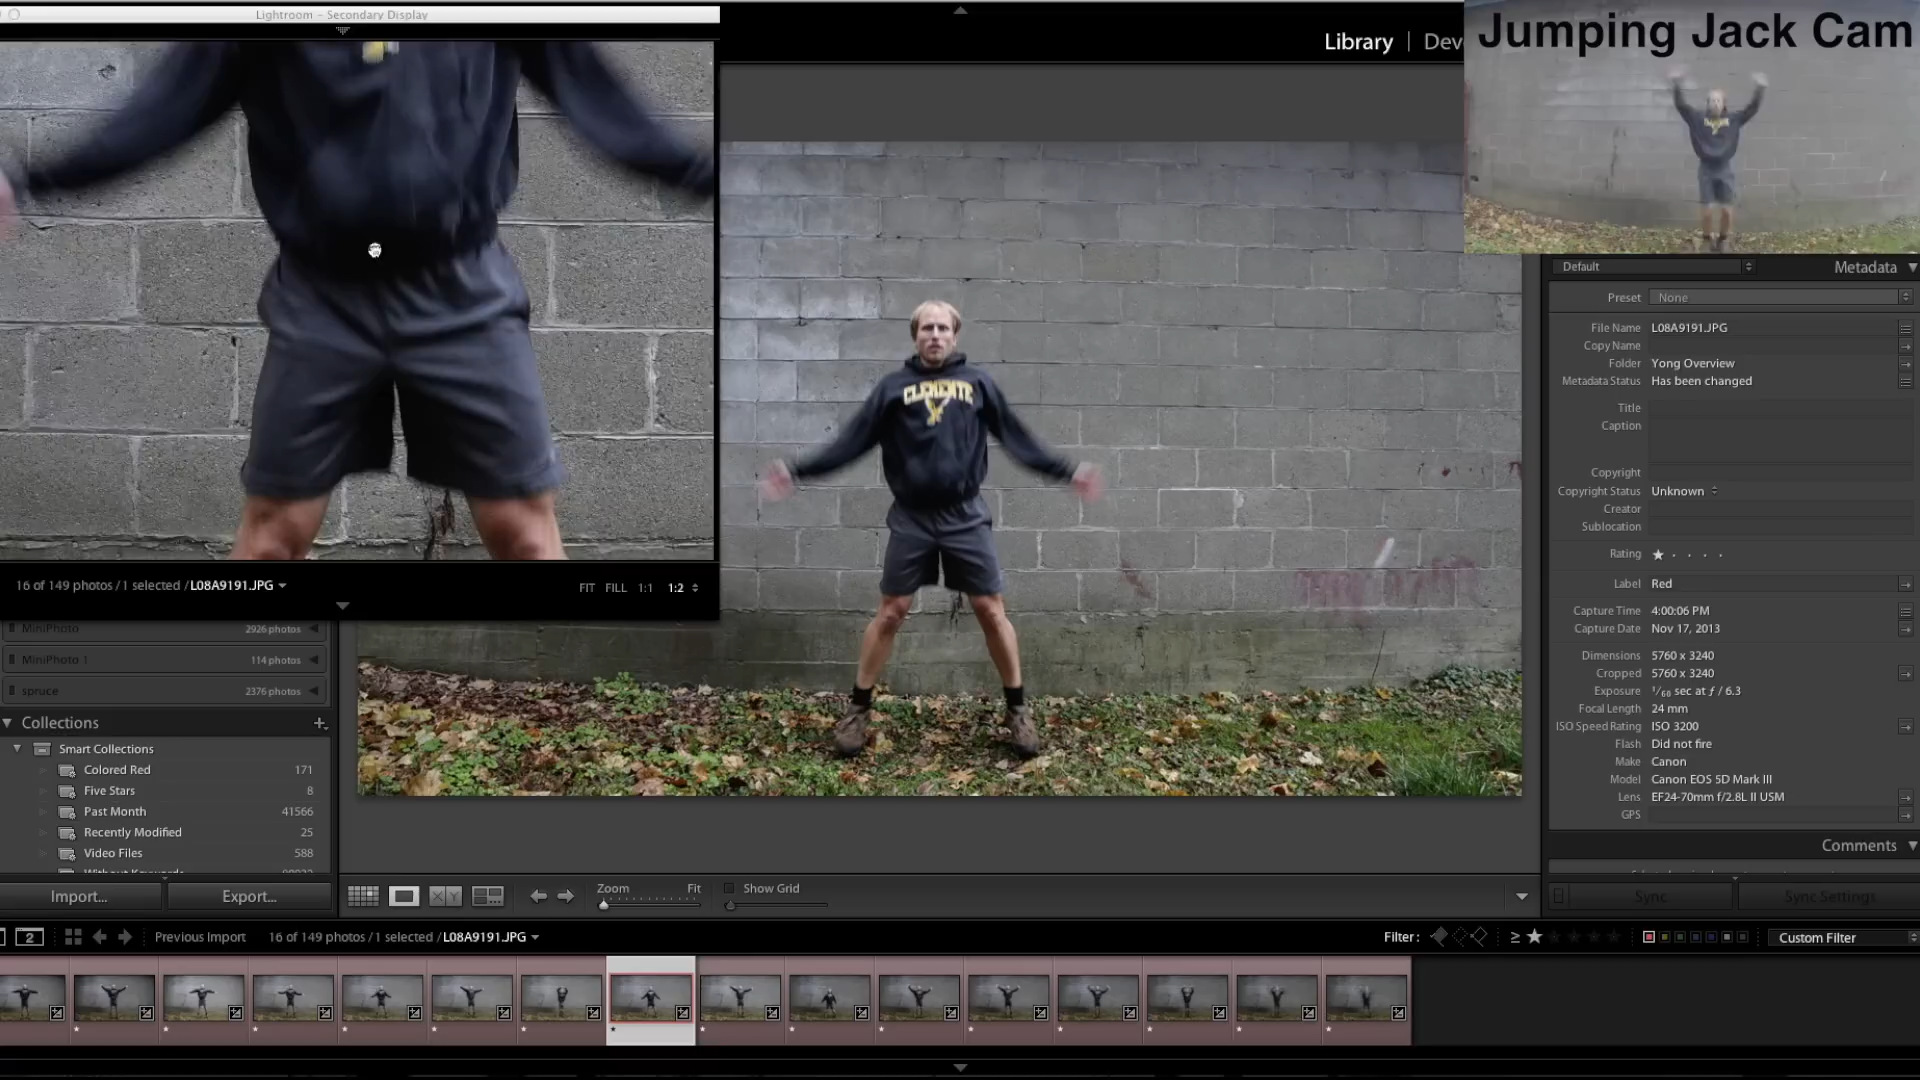 Lightroom - Secondary Display
Library | Dev
Jumping Jack Cam
CLEMENTE
16 of 149 photos / 1 selected / L08A9191.JPG
FIT FILL 1:1 1:2
MiniPhoto 2926 photos
MiniPhoto 1 114 photos
spruce 2376 photos
Collections
Smart Collections
Colored Red 171
Five Stars 8
Past Month 41566
Recently Modified 25
Video Files 588
Import... Export...
CLEMENTE
Default Metadata
Preset None
File Name L08A9191.JPG
Copy Name
Folder Yong Overview
Metadata Status Has been changed
Title
Caption
Copyright
Copyright Status Unknown
Creator
Sublocation
Rating
Label Red
Capture Time 4:00:06 PM
Capture Date Nov 17, 2013
Dimensions 5760 x 3240
Cropped 5760 x 3240
Exposure 1/60 sec at ƒ / 6.3
Focal Length 24 mm
ISO Speed Rating ISO 3200
Flash Did not fire
Make Canon
Model Canon EOS 5D Mark III
Lens EF24-70mm f/2.8L II USM
GPS
Comments
X Y Zoom Fit Show Grid
Sync Sync Settings
2 Previous Import 16 of 149 photos / 1 selected / L08A9191.JPG Filter: ≥ Custom Filter